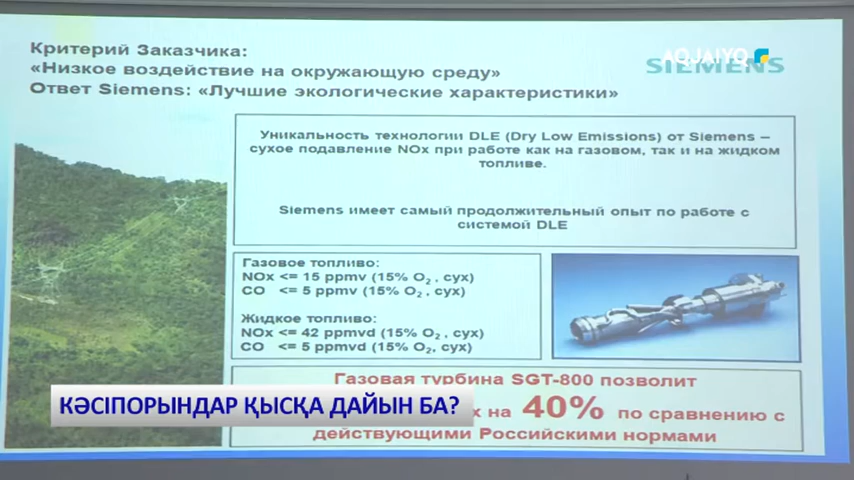 AQJAIYQ
SIEMENS
Критерий Заказчика:
«Низкое воздействие на окружающую среду»
Ответ Siemens: «Лучшие экологические характеристики»
Уникальность технологии DLE (Dry Low Emissions) от Siemens –
сухое подавление NOx при работе как на газовом, так и на жидком
топливе.
Siemens имеет самый продолжительный опыт по работе с
системой DLE
Газовое топливо:
NOx <= 15 ppmv (15% O₂ , сух)
CO <= 5 ppmv (15% O₂ , сух)
Жидкое топливо:
NOx <= 42 ppmvd (15% O₂ , сух)
CO <= 5 ppmvd (15% O₂, сух)
Газовая турбина SGT-800 позволит
на 40% по сравнению с
действующими Российскими нормами
КӘСІПОРЫНДАР ҚЫСҚА ДАЙЫН БА?